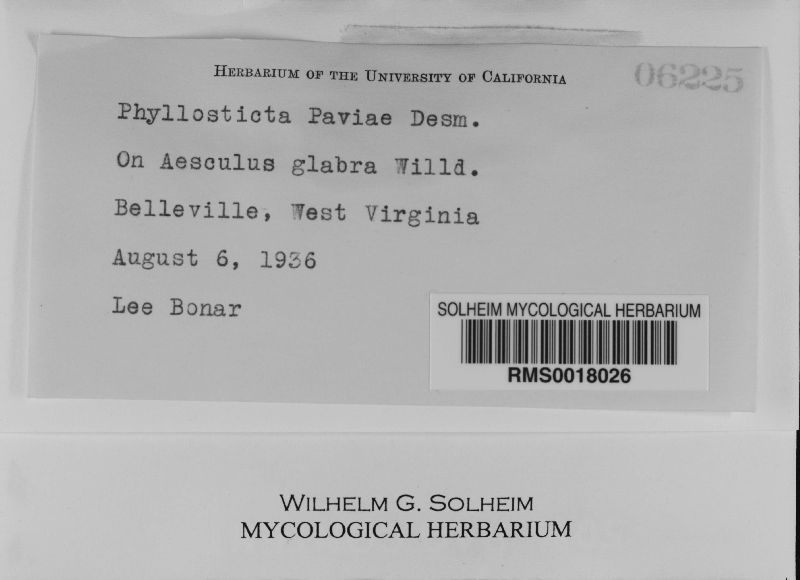 HERBARIUM OF THE UNIVERSITY OF CALIFORNIA
06225
Phyllosticta Paviae Desm.
On Aesculus glabra Willd.
Belleville, West Virginia
August 6, 1936
Lee Bonar
SOLHEIM MYCOLOGICAL HERBARIUM
RMS0018026
WILHELM G. SOLHEIM
MYCOLOGICAL HERBARIUM